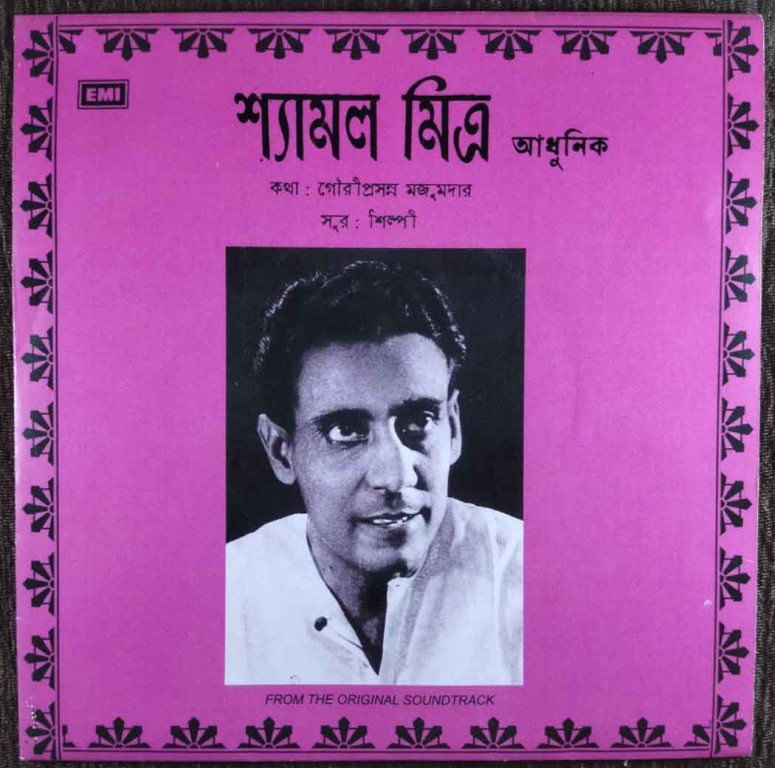 EMI
শ্যামল মিত্র আধুনিক
কথা : গৌরীপ্রসন্ন মজুমদার
সুর : শিল্পী
FROM THE ORIGINAL SOUNDTRACK